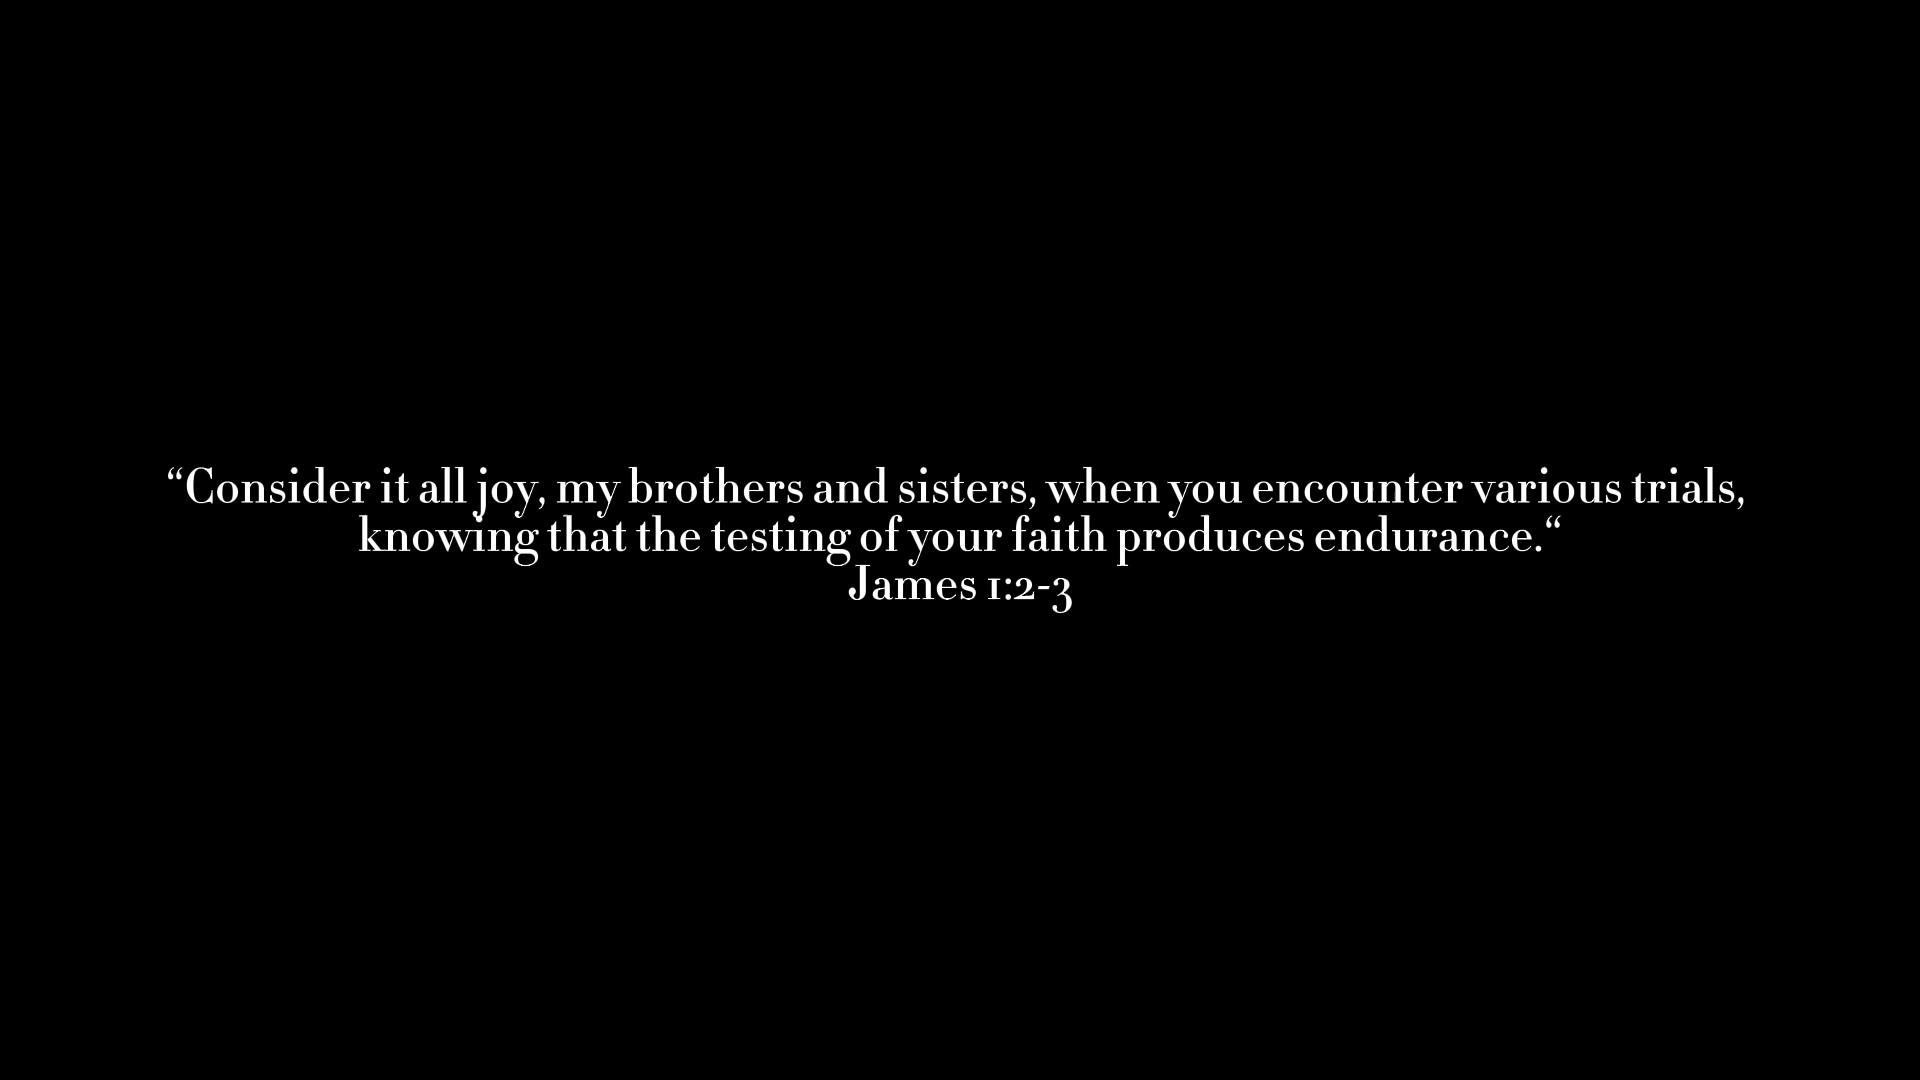 “Consider it all joy, my brothers and sisters, when you encounter various trials,
knowing that the testing of your faith produces endurance.“
James 1:2-3